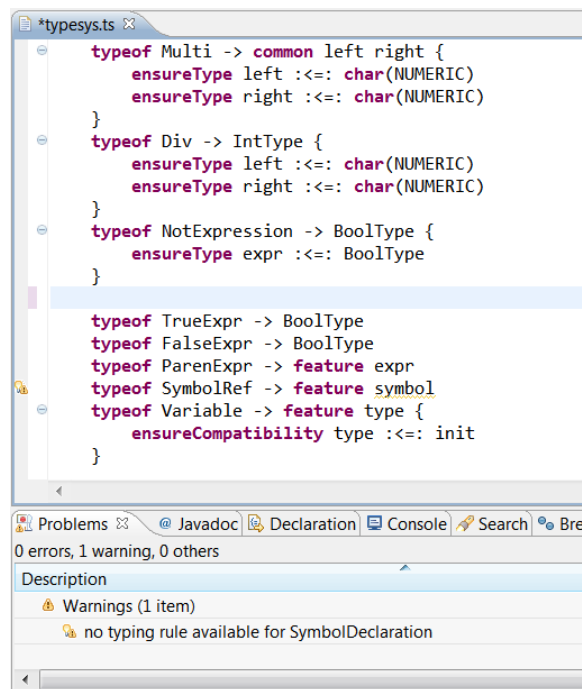 *typesys.ts
typeof Multi -> common left right {
ensureType left :<=: char(NUMERIC)
ensureType right :<=: char(NUMERIC)
}
typeof Div -> IntType {
ensureType left :<=: char(NUMERIC)
ensureType right :<=: char(NUMERIC)
}
typeof NotExpression -> BoolType {
ensureType expr :<=: BoolType
}
typeof TrueExpr -> BoolType
typeof FalseExpr -> BoolType
typeof ParenExpr -> feature expr
typeof SymbolRef -> feature symbol
typeof Variable -> feature type {
ensureCompatibility type :<=: init
}
Problems @ Javadoc Declaration Console Search Bre
0 errors, 1 warning, 0 others
Description
Warnings (1 item)
no typing rule available for SymbolDeclaration